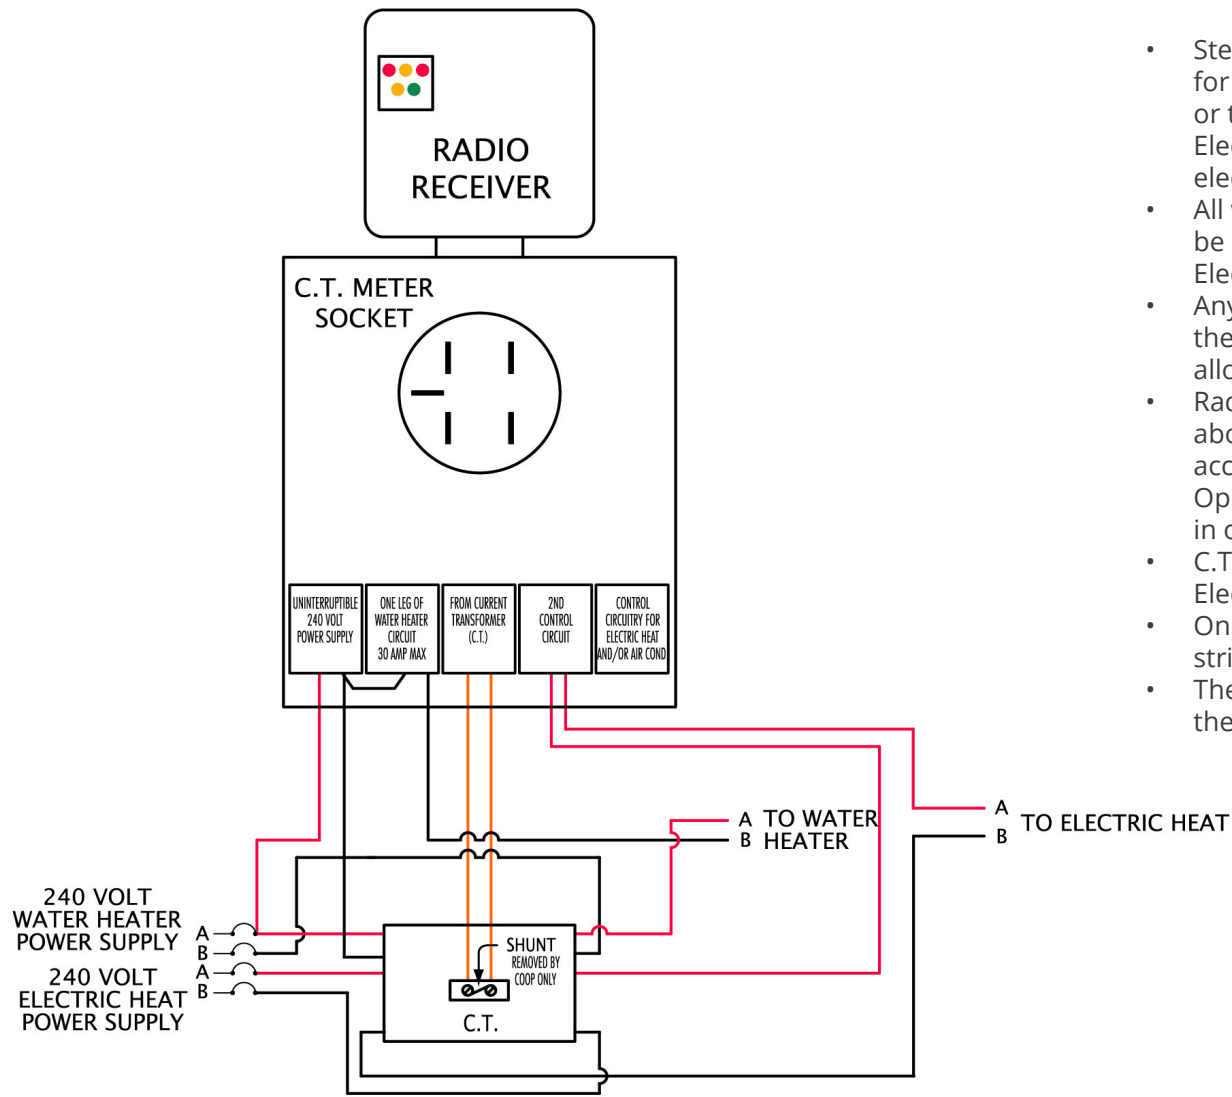 RADIO
RECEIVER
C.T. METER
SOCKET
UNINTERRUPTIBLE
240 VOLT
POWER SUPPLY
ONE LEG OF
WATER HEATER
CIRCUIT
30 AMP MAX
FROM CURRENT
TRANSFORMER
(C.T.)
2ND
CONTROL
CIRCUIT
CONTROL
CIRCUITRY FOR
ELECTRIC HEAT
AND/OR AIR COND.
A TO WATER
B HEATER
A
B
TO ELECTRIC HEAT
240 VOLT
WATER HEATER
POWER SUPPLY
A
B
240 VOLT
ELECTRIC HEAT
POWER SUPPLY
A
B
SHUNT
REMOVED BY
COOP ONLY
C.T.
• Ste
for
or t
Ele
ele
• All
be
Ele
• Any
the
allo
• Rad
abo
acc
Op
in c
• C.T
Ele
• On
stri
• The
the